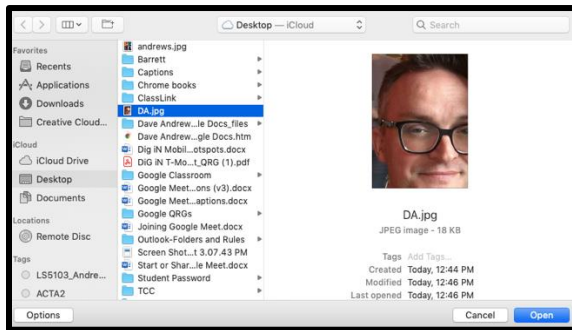 Desktop — iCloud
Search
Favorites
Recents
Applications
Downloads
Creative Cloud...
iCloud
iCloud Drive
Desktop
Documents
Locations
Remote Disc
Tags
LS5103_Andre...
ACTA2
andrews.jpg
Barrett
Captions
Chrome books
ClassLink
DA.jpg
Dave Andrew...le Docs_files
Dave Andrew...gle Docs.htm
Dig iN Mobil...otspots.docx
DiG iN T-Mo...t_QRG (1).pdf
Google Classroom
Google Meet...ons (v3).docx
Google Meet...aptions.docx
Google QRGs
Joining Google Meet.docx
Outlook-Folders and Rules
Screen Shot...t 3.07.43 PM
Start or Shar...le Meet.docx
Student Password
TCC
DA.jpg
JPEG image - 18 KB
Tags Add Tags...
Created Today, 12:44 PM
Modified Today, 12:46 PM
Last opened Today, 12:46 PM
Options
Cancel
Open